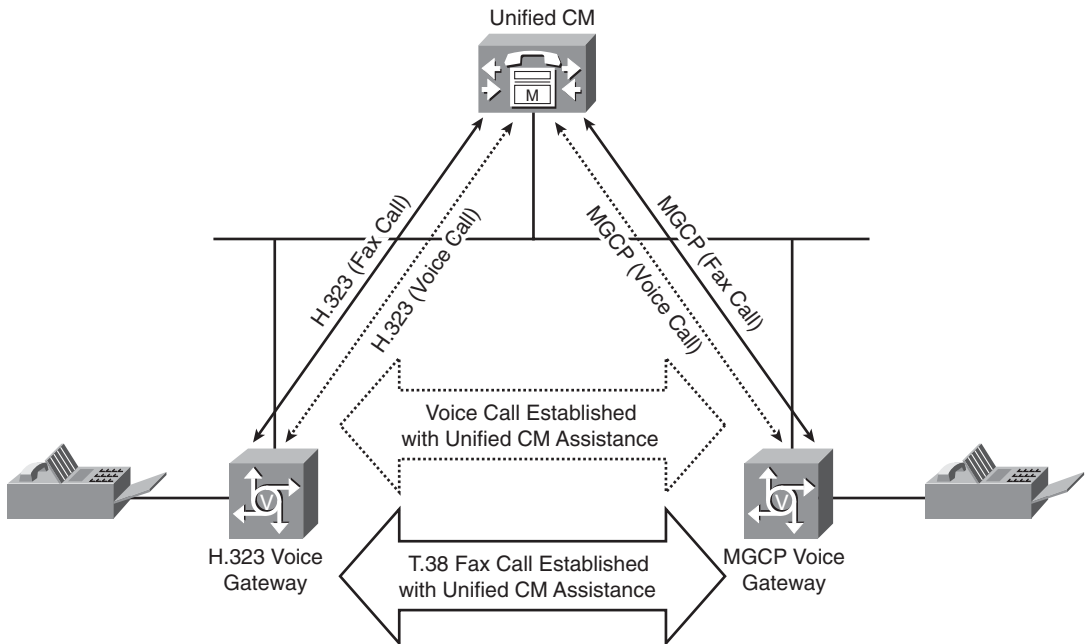 Unified CM
M
H.323 (Fax Call)
H.323 (Voice Call)
MGCP (Voice Call)
MGCP (Fax Call)
Voice Call Established
with Unified CM Assistance
V
V
H.323 Voice
Gateway
T.38 Fax Call Established
with Unified CM Assistance
MGCP Voice
Gateway